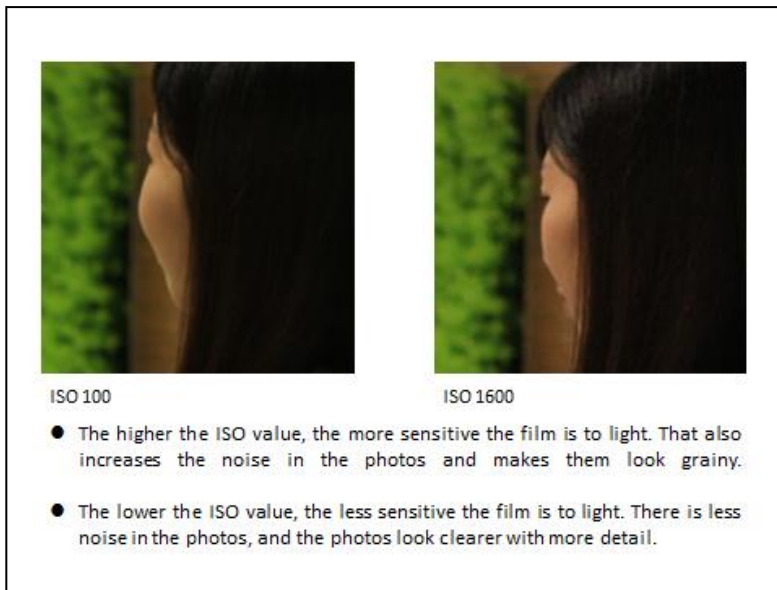 ISO 100
ISO 1600
● The higher the ISO value, the more sensitive the film is to light. That also
increases the noise in the photos and makes them look grainy.
● The lower the ISO value, the less sensitive the film is to light. There is less
noise in the photos, and the photos look clearer with more detail.